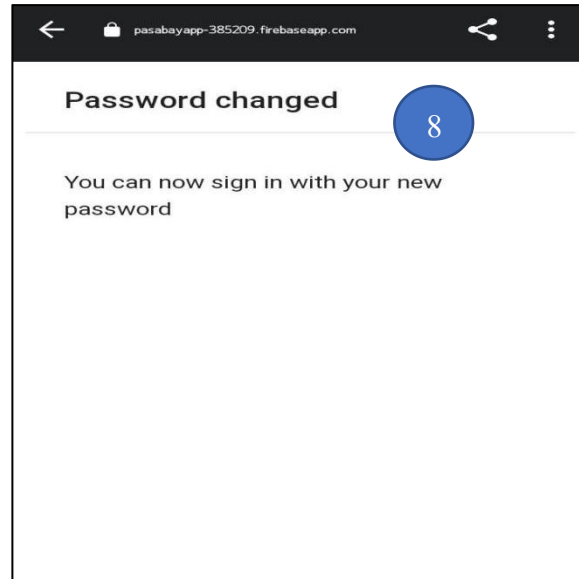 pasabayapp-385209.firebaseapp.com
Password changed
8
You can now sign in with your new
password